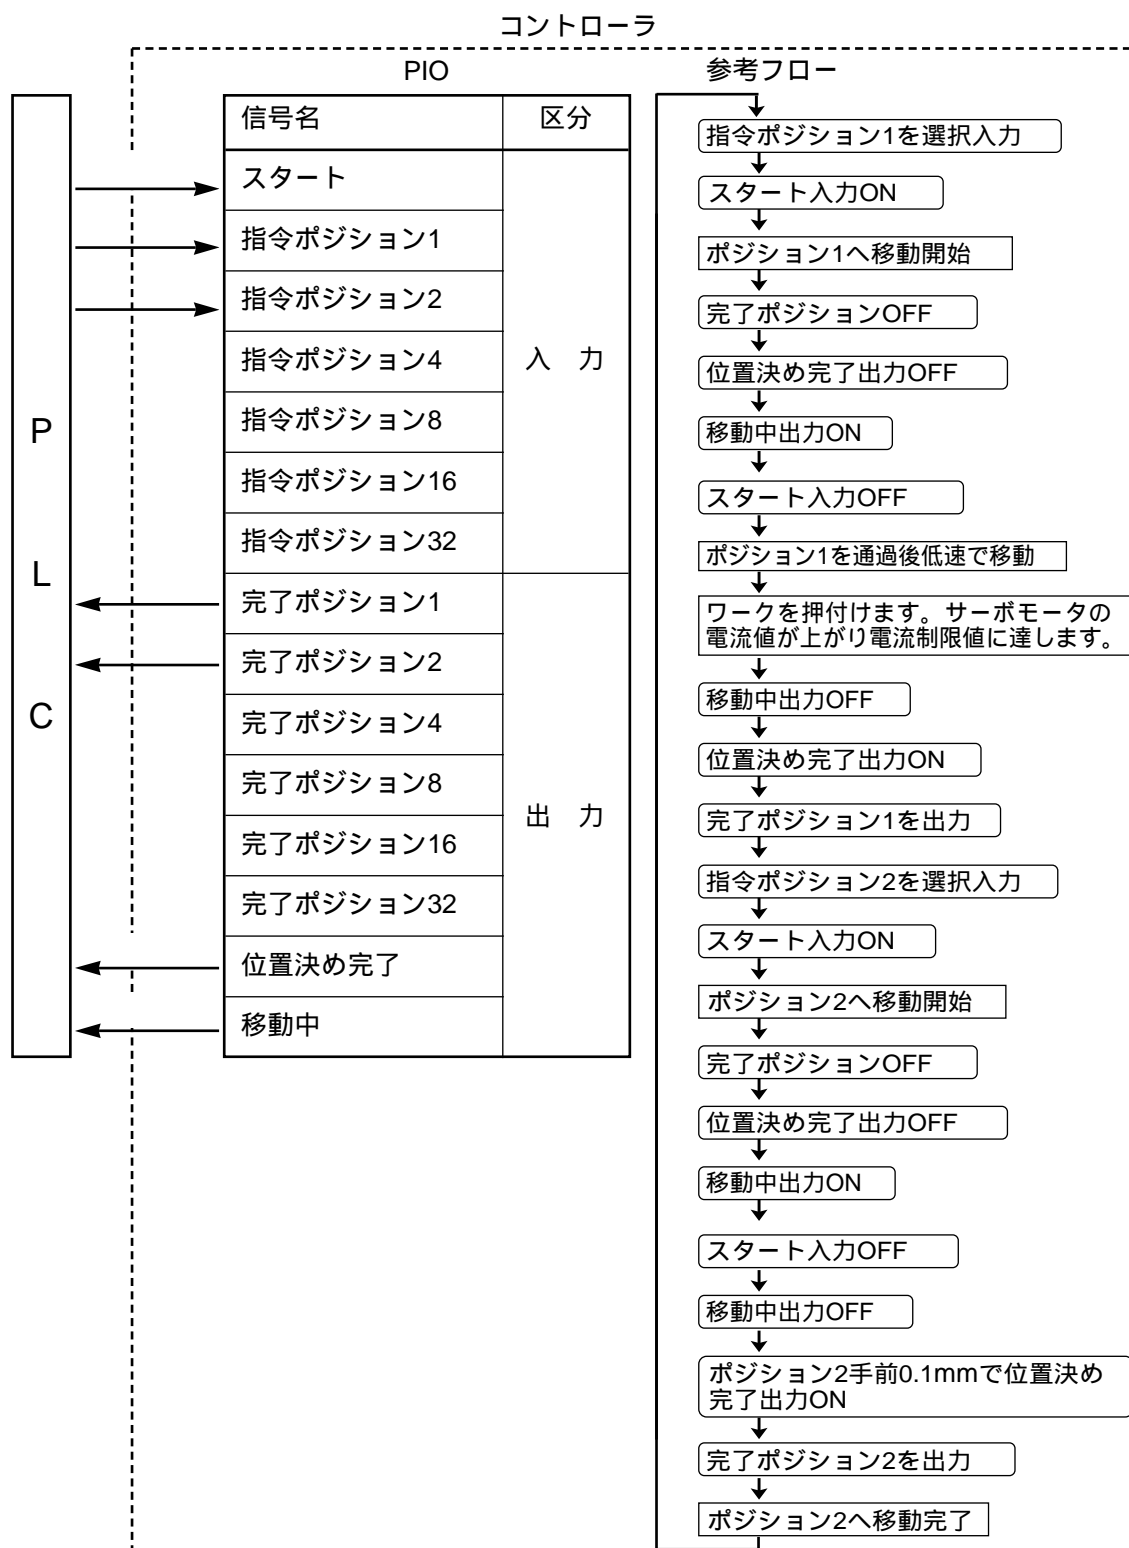 コントローラ
PIO
参考フロー
P
L
C
信号名
区分
スタート
指令ポジション1
指令ポジション2
指令ポジション4
指令ポジション8
指令ポジション16
指令ポジション32
入 力
完了ポジション1
完了ポジション2
完了ポジション4
完了ポジション8
完了ポジション16
完了ポジション32
位置決め完了
移動中
出 力
指令ポジション1を選択入力
スタート入力ON
ポジション1へ移動開始
完了ポジションOFF
位置決め完了出力OFF
移動中出力ON
スタート入力OFF
ポジション1を通過後低速で移動
ワークを押付けます。サーボモータの
電流値が上がり電流制限値に達します。
移動中出力OFF
位置決め完了出力ON
完了ポジション1を出力
指令ポジション2を選択入力
スタート入力ON
ポジション2へ移動開始
完了ポジションOFF
位置決め完了出力OFF
移動中出力ON
スタート入力OFF
移動中出力OFF
ポジション2手前0.1mmで位置決め
完了出力ON
完了ポジション2を出力
ポジション2へ移動完了